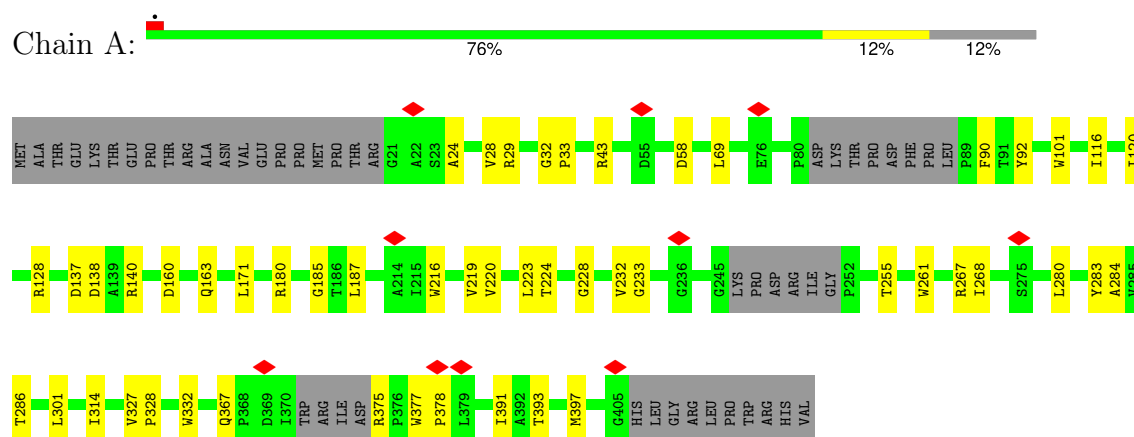 Chain A:
76% 12% 12%
MET ALA THR GLU LYS THR GLU PRO THR ARG ALA ASN VAL GLU PRO PRO MET PRO THR ARG G21 A22 S23 A24 V28 R29 G32 P33 R43 D55 D58 L69 E76 P80 ASP LYS THR PRO ASP PHE PRO LEU P89 F90 T91 Y92 W101 I116
R128 D137 D138 A139 R140 D160 Q163 L171 R180 G185 T186 L187 A214 I215 W216 V219 V220 L223 T224 G228 V232 G233 G236 G245 LYS PRO ASP ARG ILE GLY P252 T255 W261 R267 I268 S275 L280 Y283 A284 V285
T286 L301 I314 V327 P328 W332 Q367 P368 D369 I370 TRP ARG ILE ASP R375 P376 W377 P378 L379 I391 A392 T393 M397 G405 HIS LEU GLY ARG LEU PRO TRP ARG HIS VAL